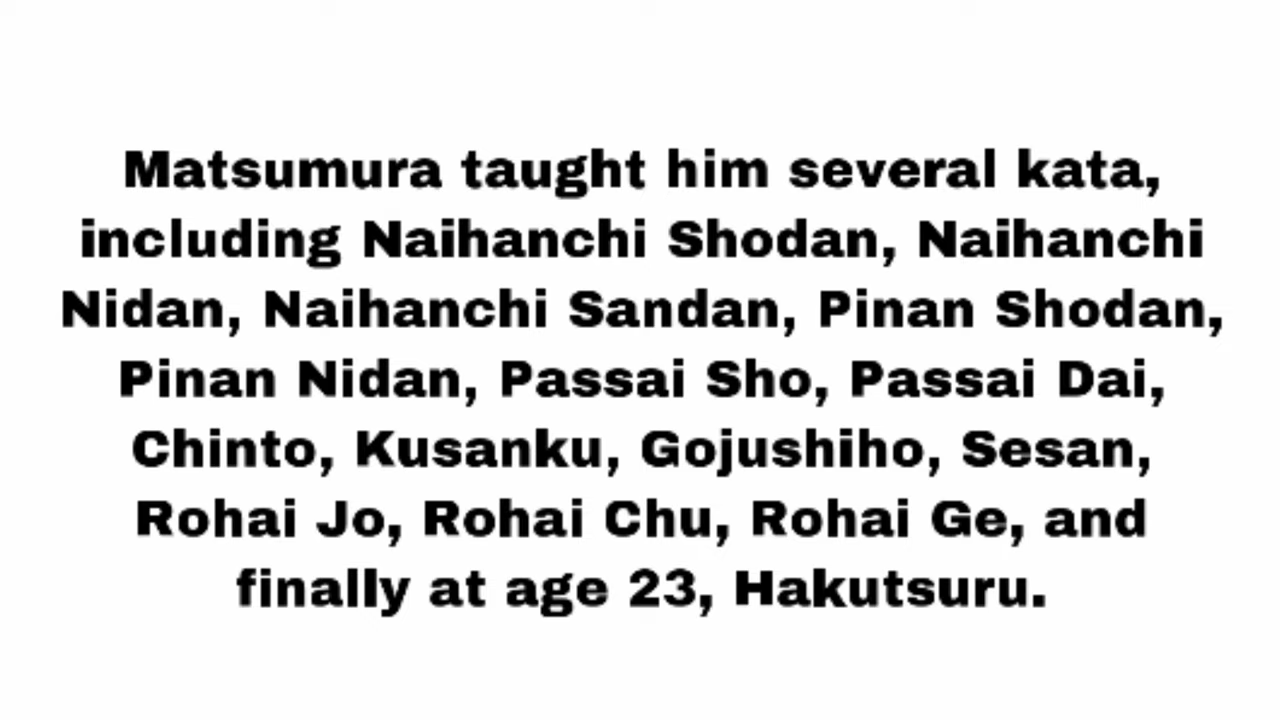 Matsumura taught him several kata,
including Naihanchi Shodan, Naihanchi
Nidan, Naihanchi Sandan, Pinan Shodan,
Pinan Nidan, Passai Sho, Passai Dai,
Chinto, Kusanku, Gojushiho, Sesan,
Rohai Jo, Rohai Chu, Rohai Ge, and
finally at age 23, Hakutsuru.